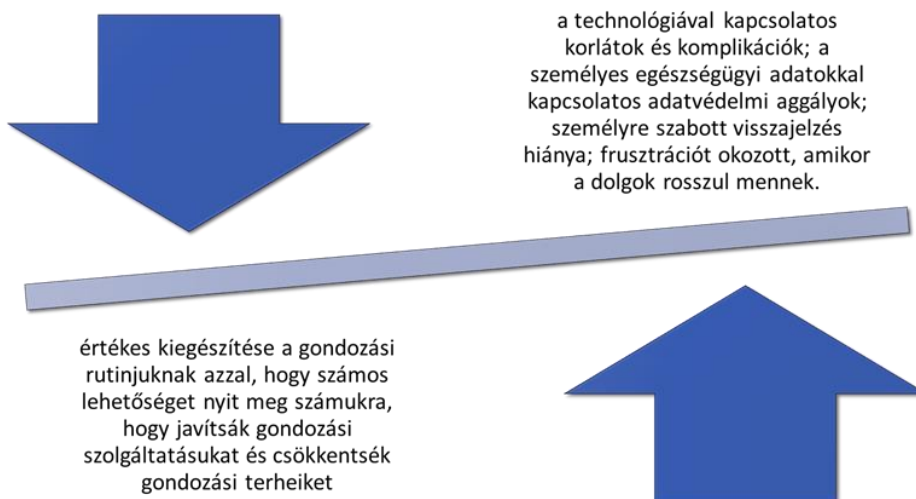 a technológiával kapcsolatos
korlátok és komplikációk; a
személyes egészségügyi adatokkal
kapcsolatos adatvédelmi aggályok;
személyre szabott visszajelzés
hiánya; frusztrációt okozott, amikor
a dolgok rosszul mennek.
értékes kiegészítése a gondozási
rutinjuknak azzal, hogy számos
lehetőséget nyit meg számukra,
hogy javítsák gondozási
szolgáltatásukat és csökkentsék
gondozási terheiket